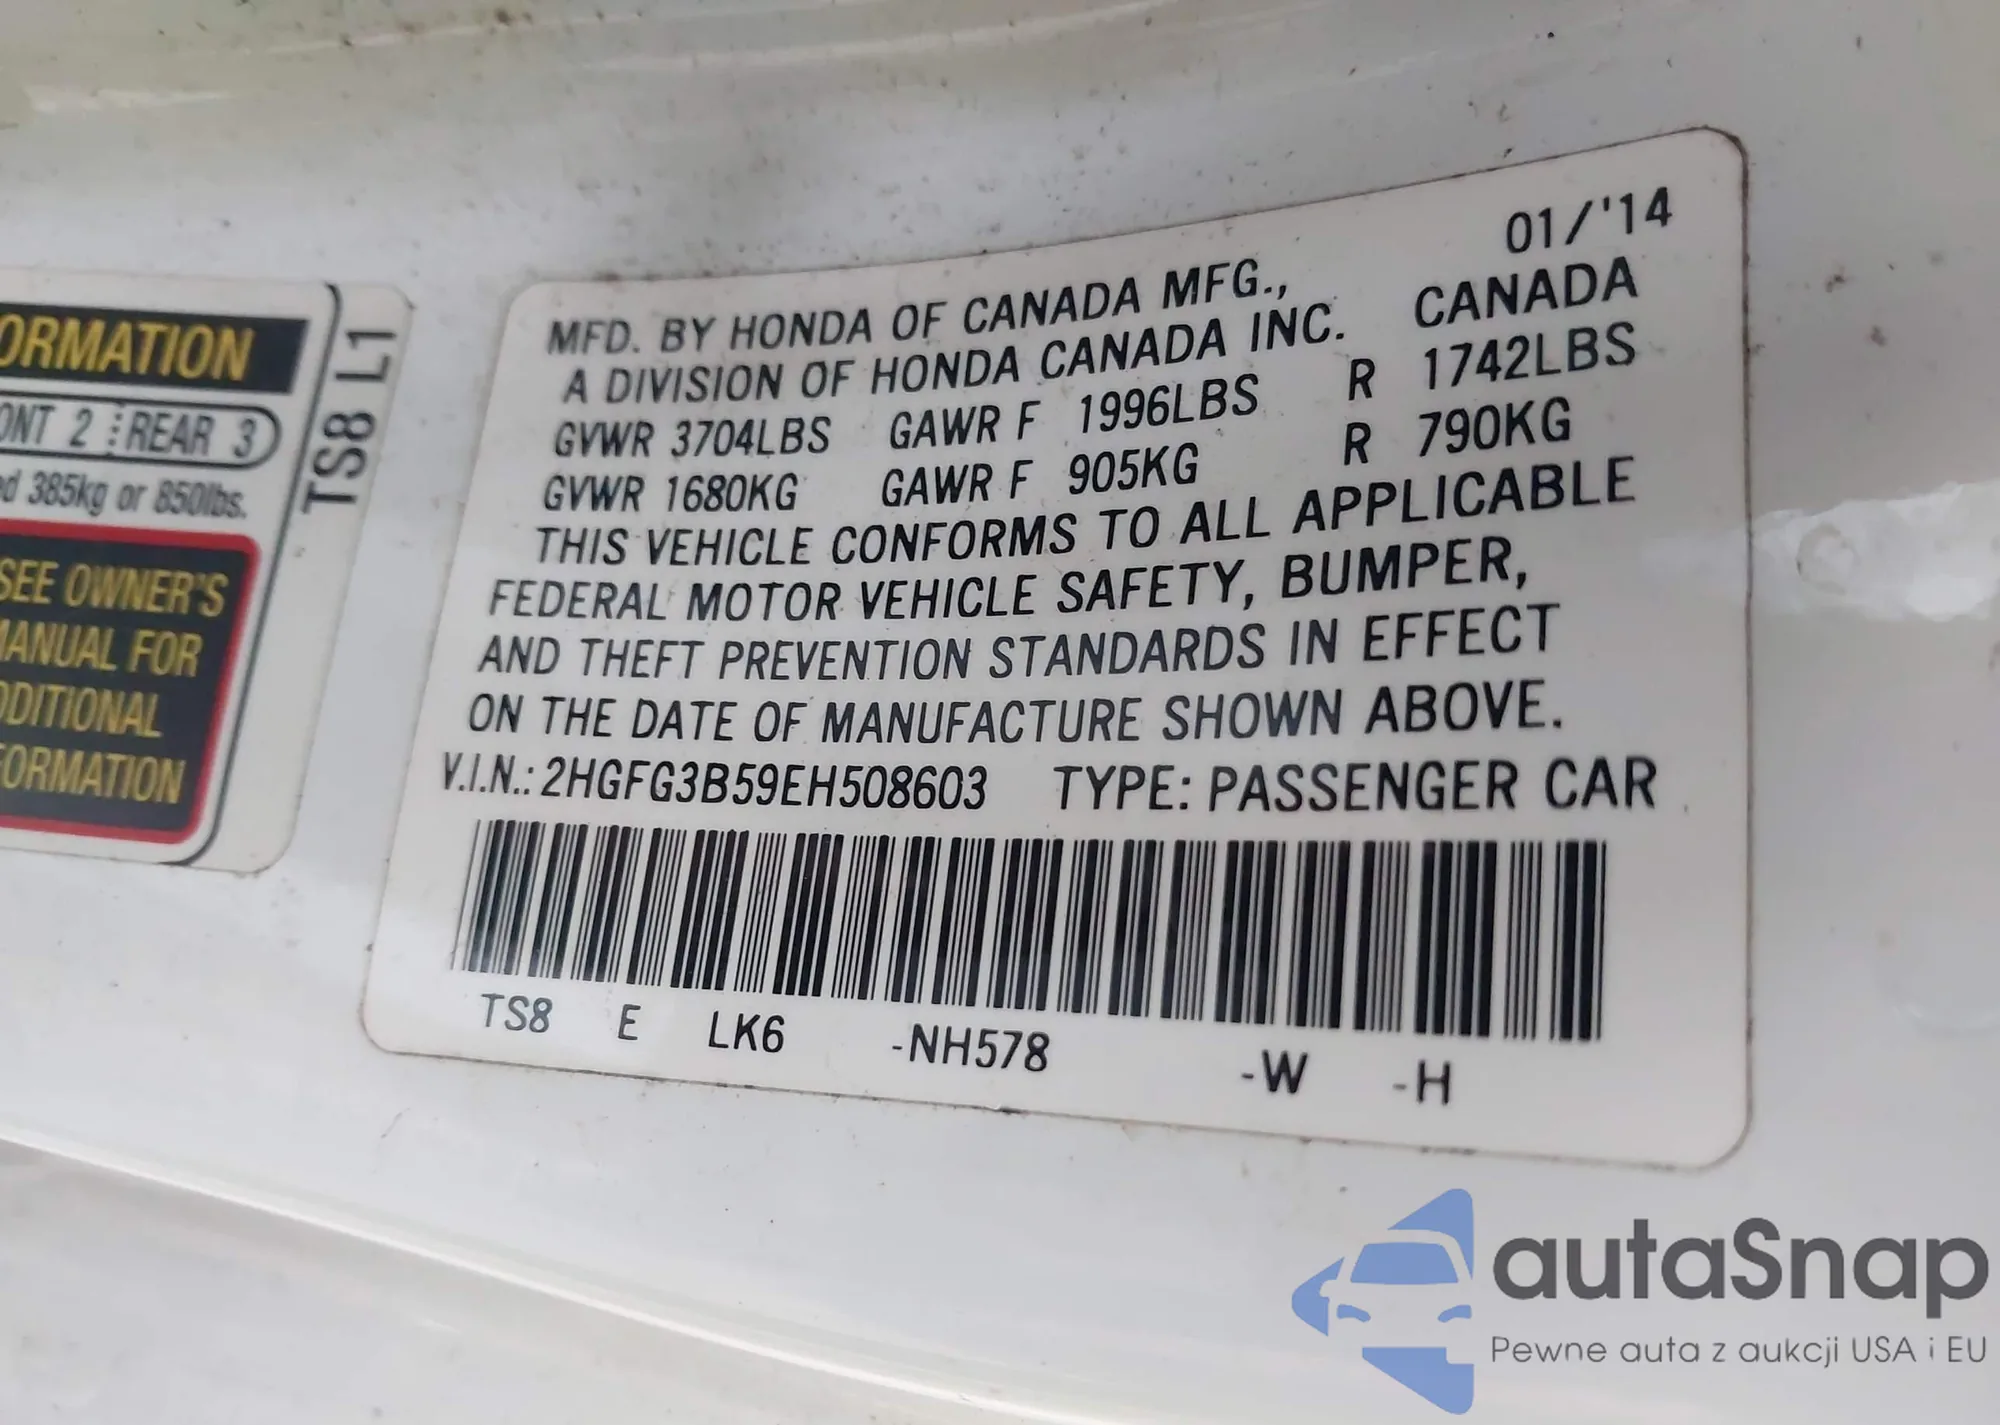 ORMATION
ONT 2 REAR 3
ed 385kg or 850lbs.
SEE OWNER'S
MANUAL FOR
ADDITIONAL
FORMATION
TS8 L1
01/'14
MFD. BY HONDA OF CANADA MFG.,
A DIVISION OF HONDA CANADA INC. CANADA
GVWR 3704LBS GAWR F 1996LBS R 1742LBS
GVWR 1680KG GAWR F 905KG R 790KG
THIS VEHICLE CONFORMS TO ALL APPLICABLE
FEDERAL MOTOR VEHICLE SAFETY, BUMPER,
AND THEFT PREVENTION STANDARDS IN EFFECT
ON THE DATE OF MANUFACTURE SHOWN ABOVE.
V.I.N.: 2HGFG3B59EH508603 TYPE: PASSENGER CAR
TS8 E LK6 -NH578 -W -H
autaSnap
Pewne auta z aukcji USA i EU